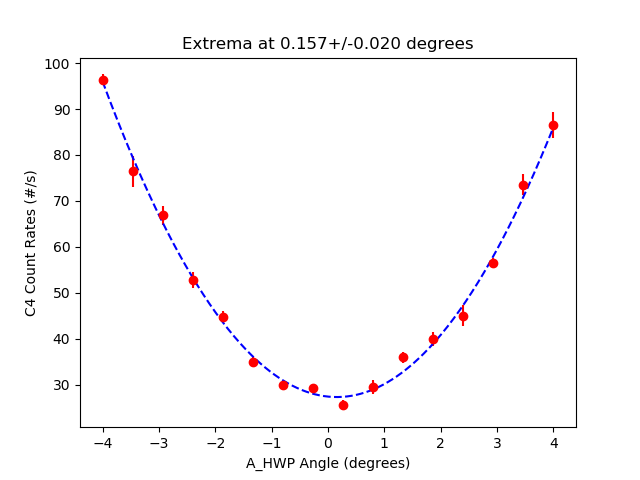 Extrema at 0.157+/-0.020 degrees
100
90
80
70
60
50
40
30
C4 Count Rates (#/s)
−4 −3 −2 −1 0 1 2 3 4
A_HWP Angle (degrees)